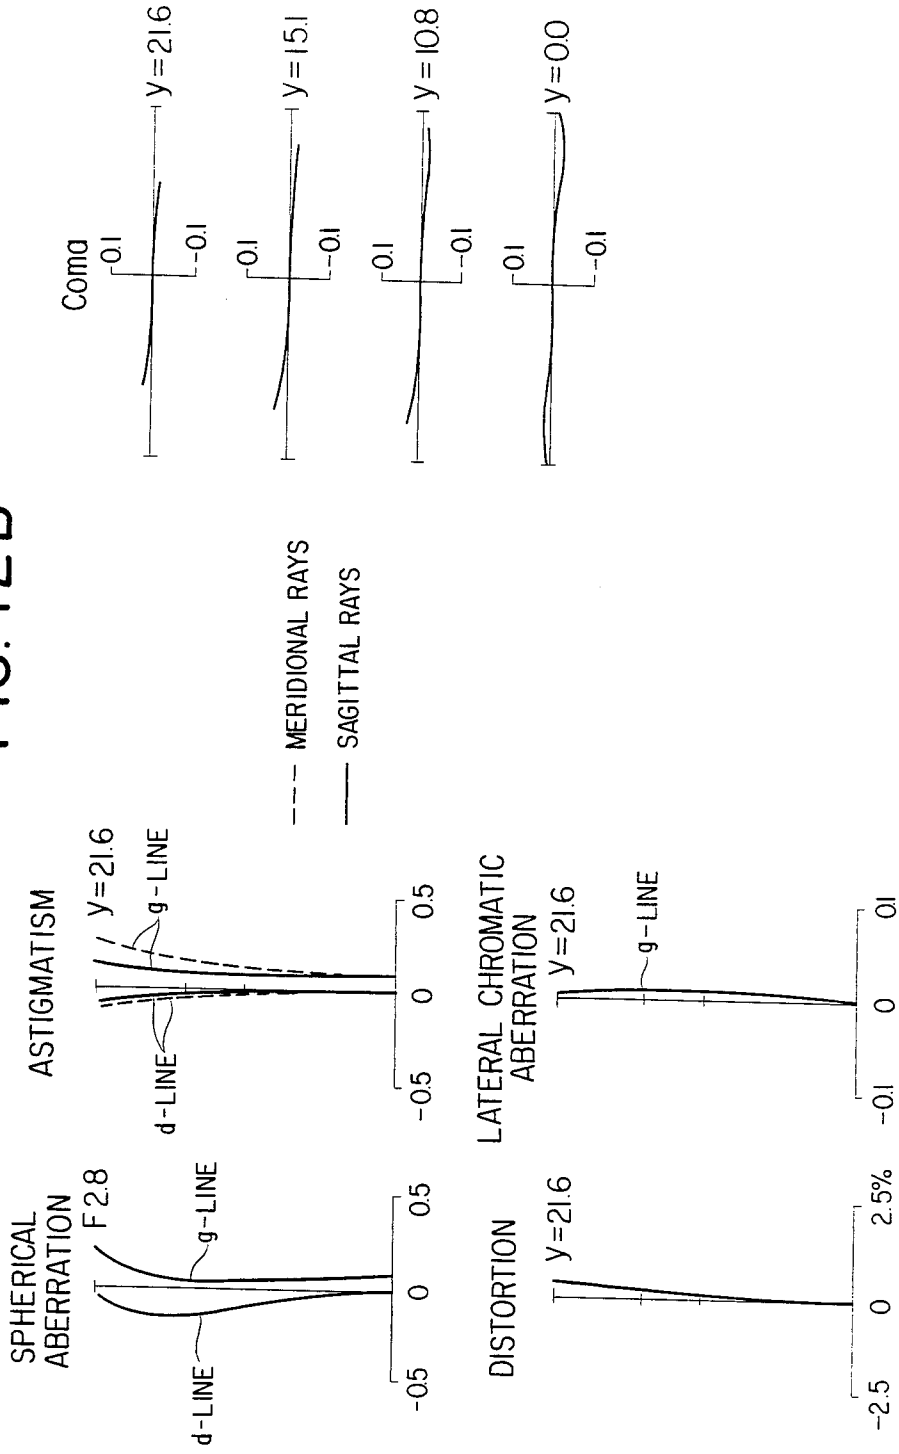 SPHERICAL
ABERRATION
F 2.8
g-LINE
d-LINE
-0.5
0
0.5
ASTIGMATISM
y=21.6
g-LINE
d-LINE
-0.5
0
0.5
--- MERIDIONAL RAYS
— SAGITTAL RAYS
DISTORTION
y=21.6
-2.5
0
2.5%
LATERAL CHROMATIC
ABERRATION
y=21.6
g-LINE
-0.1
0
0.1
Coma
0.1
-0.1
y=21.6
0.1
-0.1
y=15.1
0.1
-0.1
y=10.8
0.1
-0.1
y=0.0